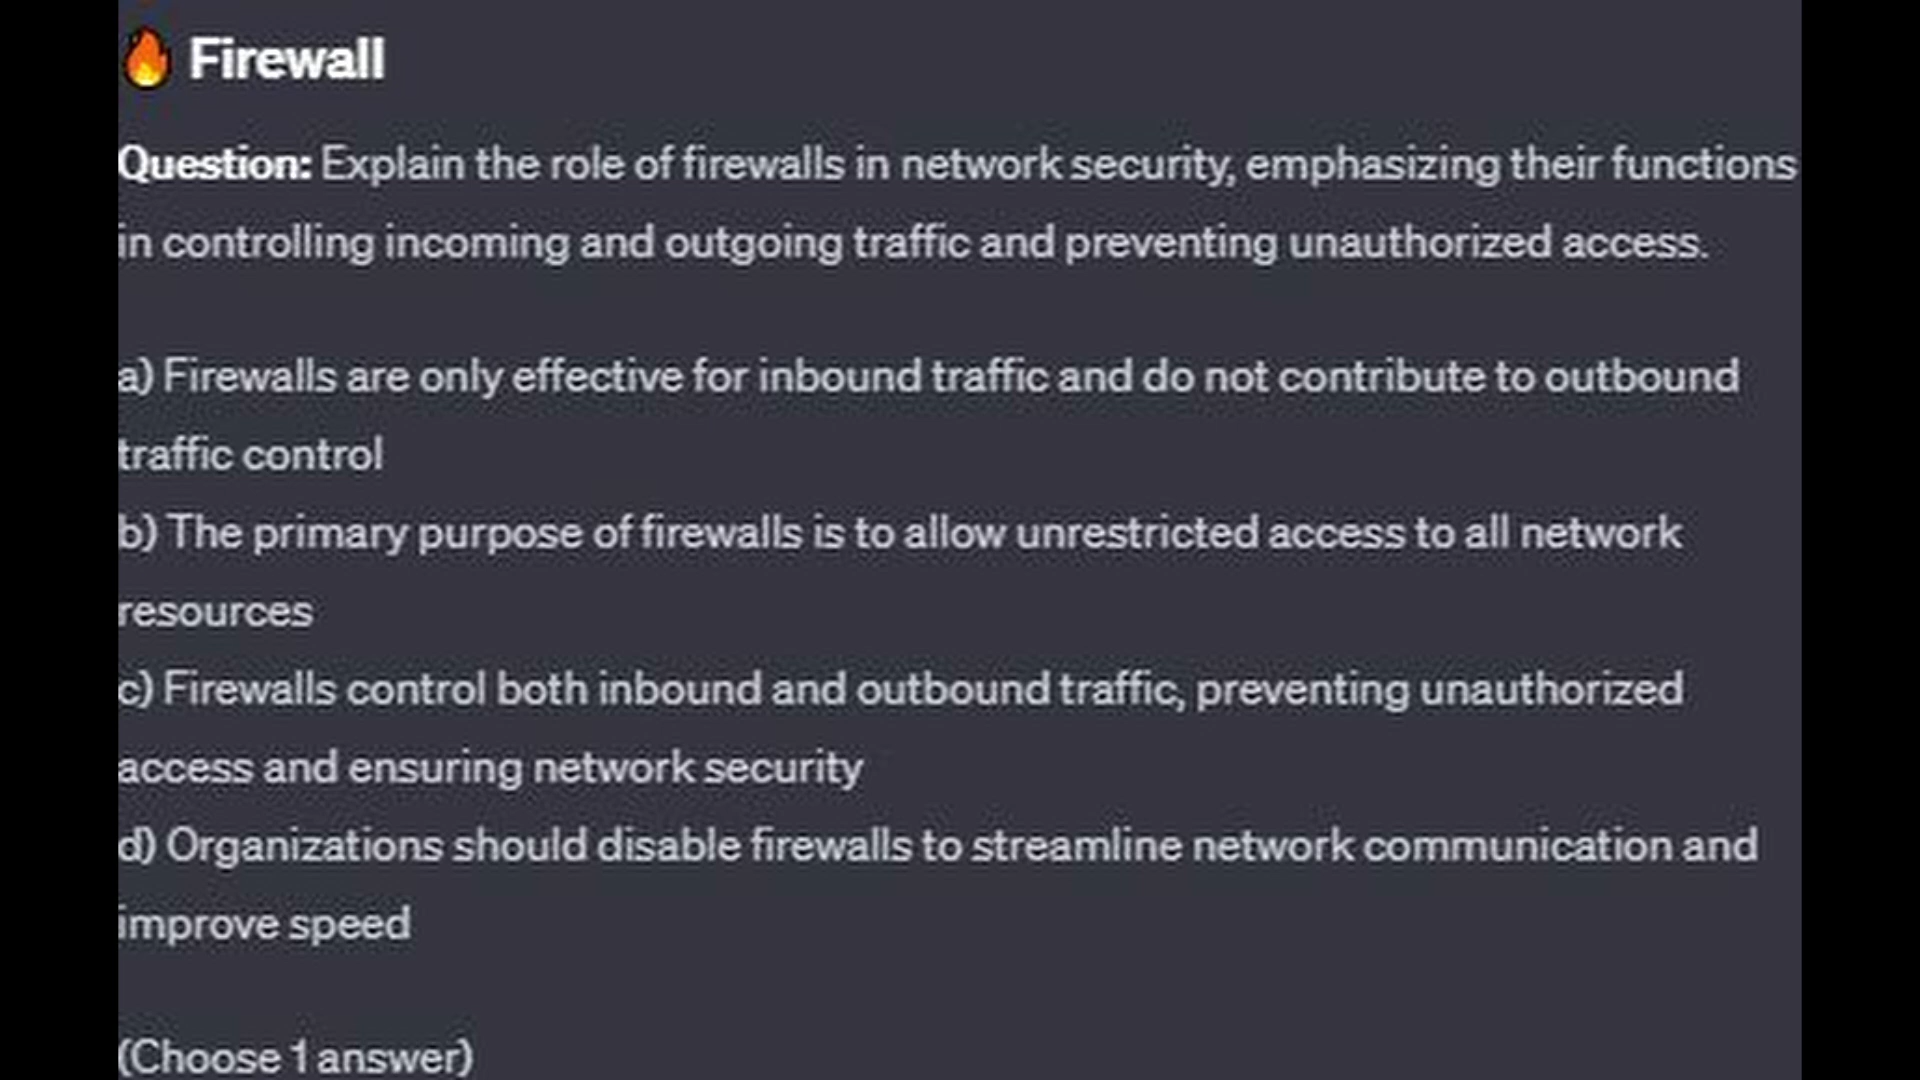 🔥 Firewall
Question: Explain the role of firewalls in network security, emphasizing their functions
in controlling incoming and outgoing traffic and preventing unauthorized access.
a) Firewalls are only effective for inbound traffic and do not contribute to outbound
traffic control
b) The primary purpose of firewalls is to allow unrestricted access to all network
resources
c) Firewalls control both inbound and outbound traffic, preventing unauthorized
access and ensuring network security
d) Organizations should disable firewalls to streamline network communication and
improve speed
(Choose 1 answer)